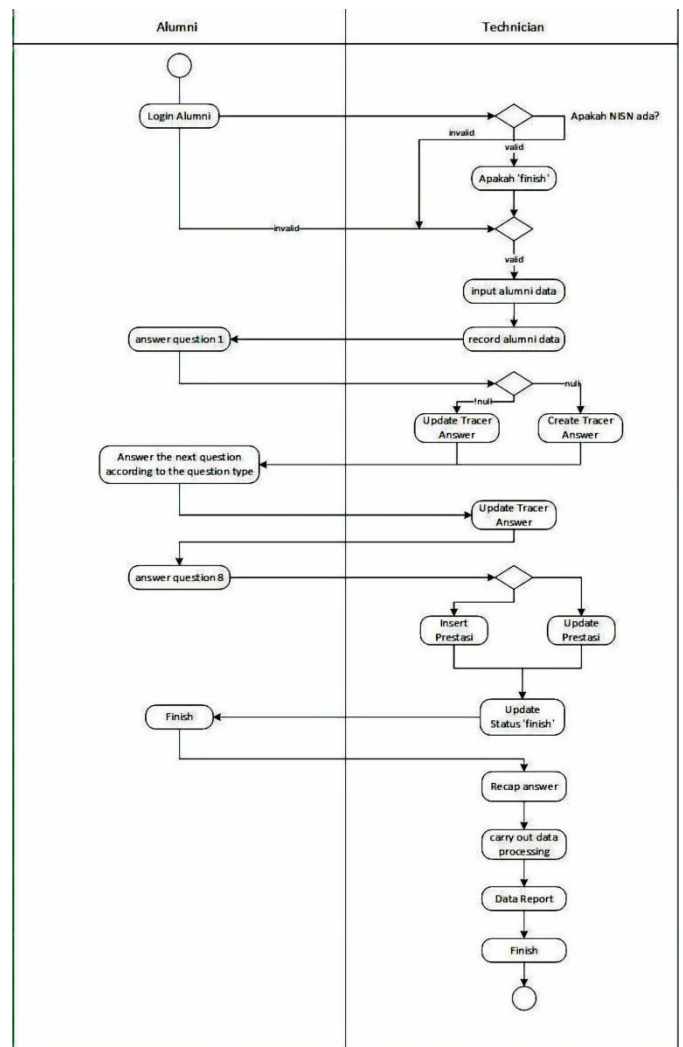 Alumni
Technician
Login Alumni
Apakah NISN ada?
invalid
valid
Apakah 'finish'
invalid
valid
input alumni data
answer question 1
record alumni data
!null
null
Update Tracer
Answer
Create Tracer
Answer
Answer the next question
according to the question type
Update Tracer
Answer
answer question 8
Insert
Prestasi
Update
Prestasi
Finish
Update
Status 'finish'
Recap answer
carry out data
processing
Data Report
Finish